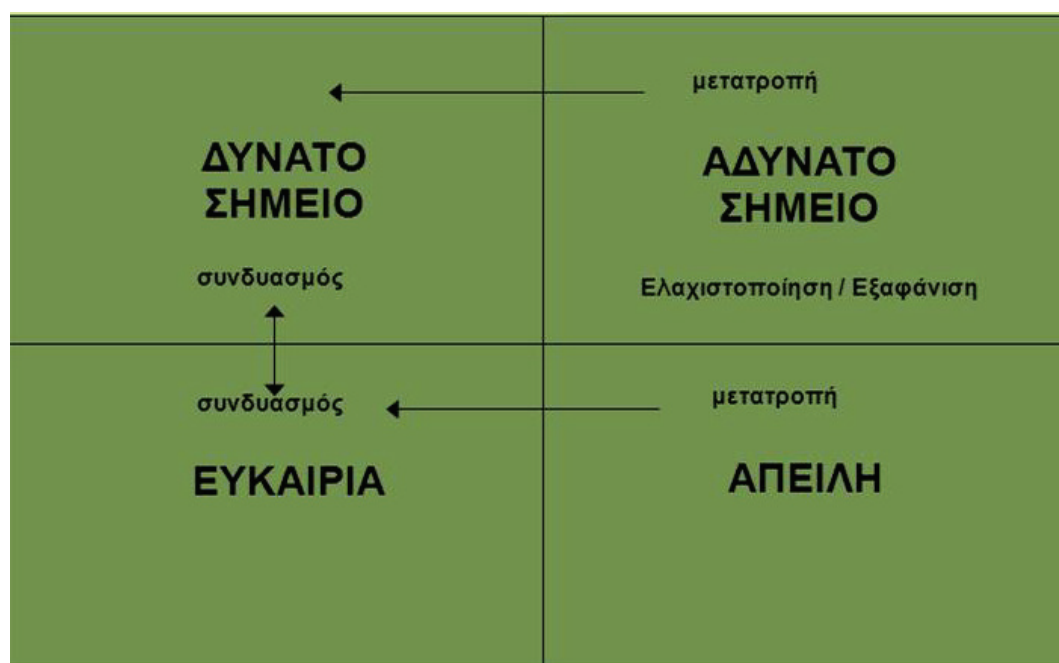 μετατροπή
ΔΥΝΑΤΟ
ΣΗΜΕΙΟ
ΑΔΥΝΑΤΟ
ΣΗΜΕΙΟ
συνδυασμός
Ελαχιστοποίηση / Εξαφάνιση
συνδυασμός
μετατροπή
ΕΥΚΑΙΡΙΑ
ΑΠΕΙΛΗ